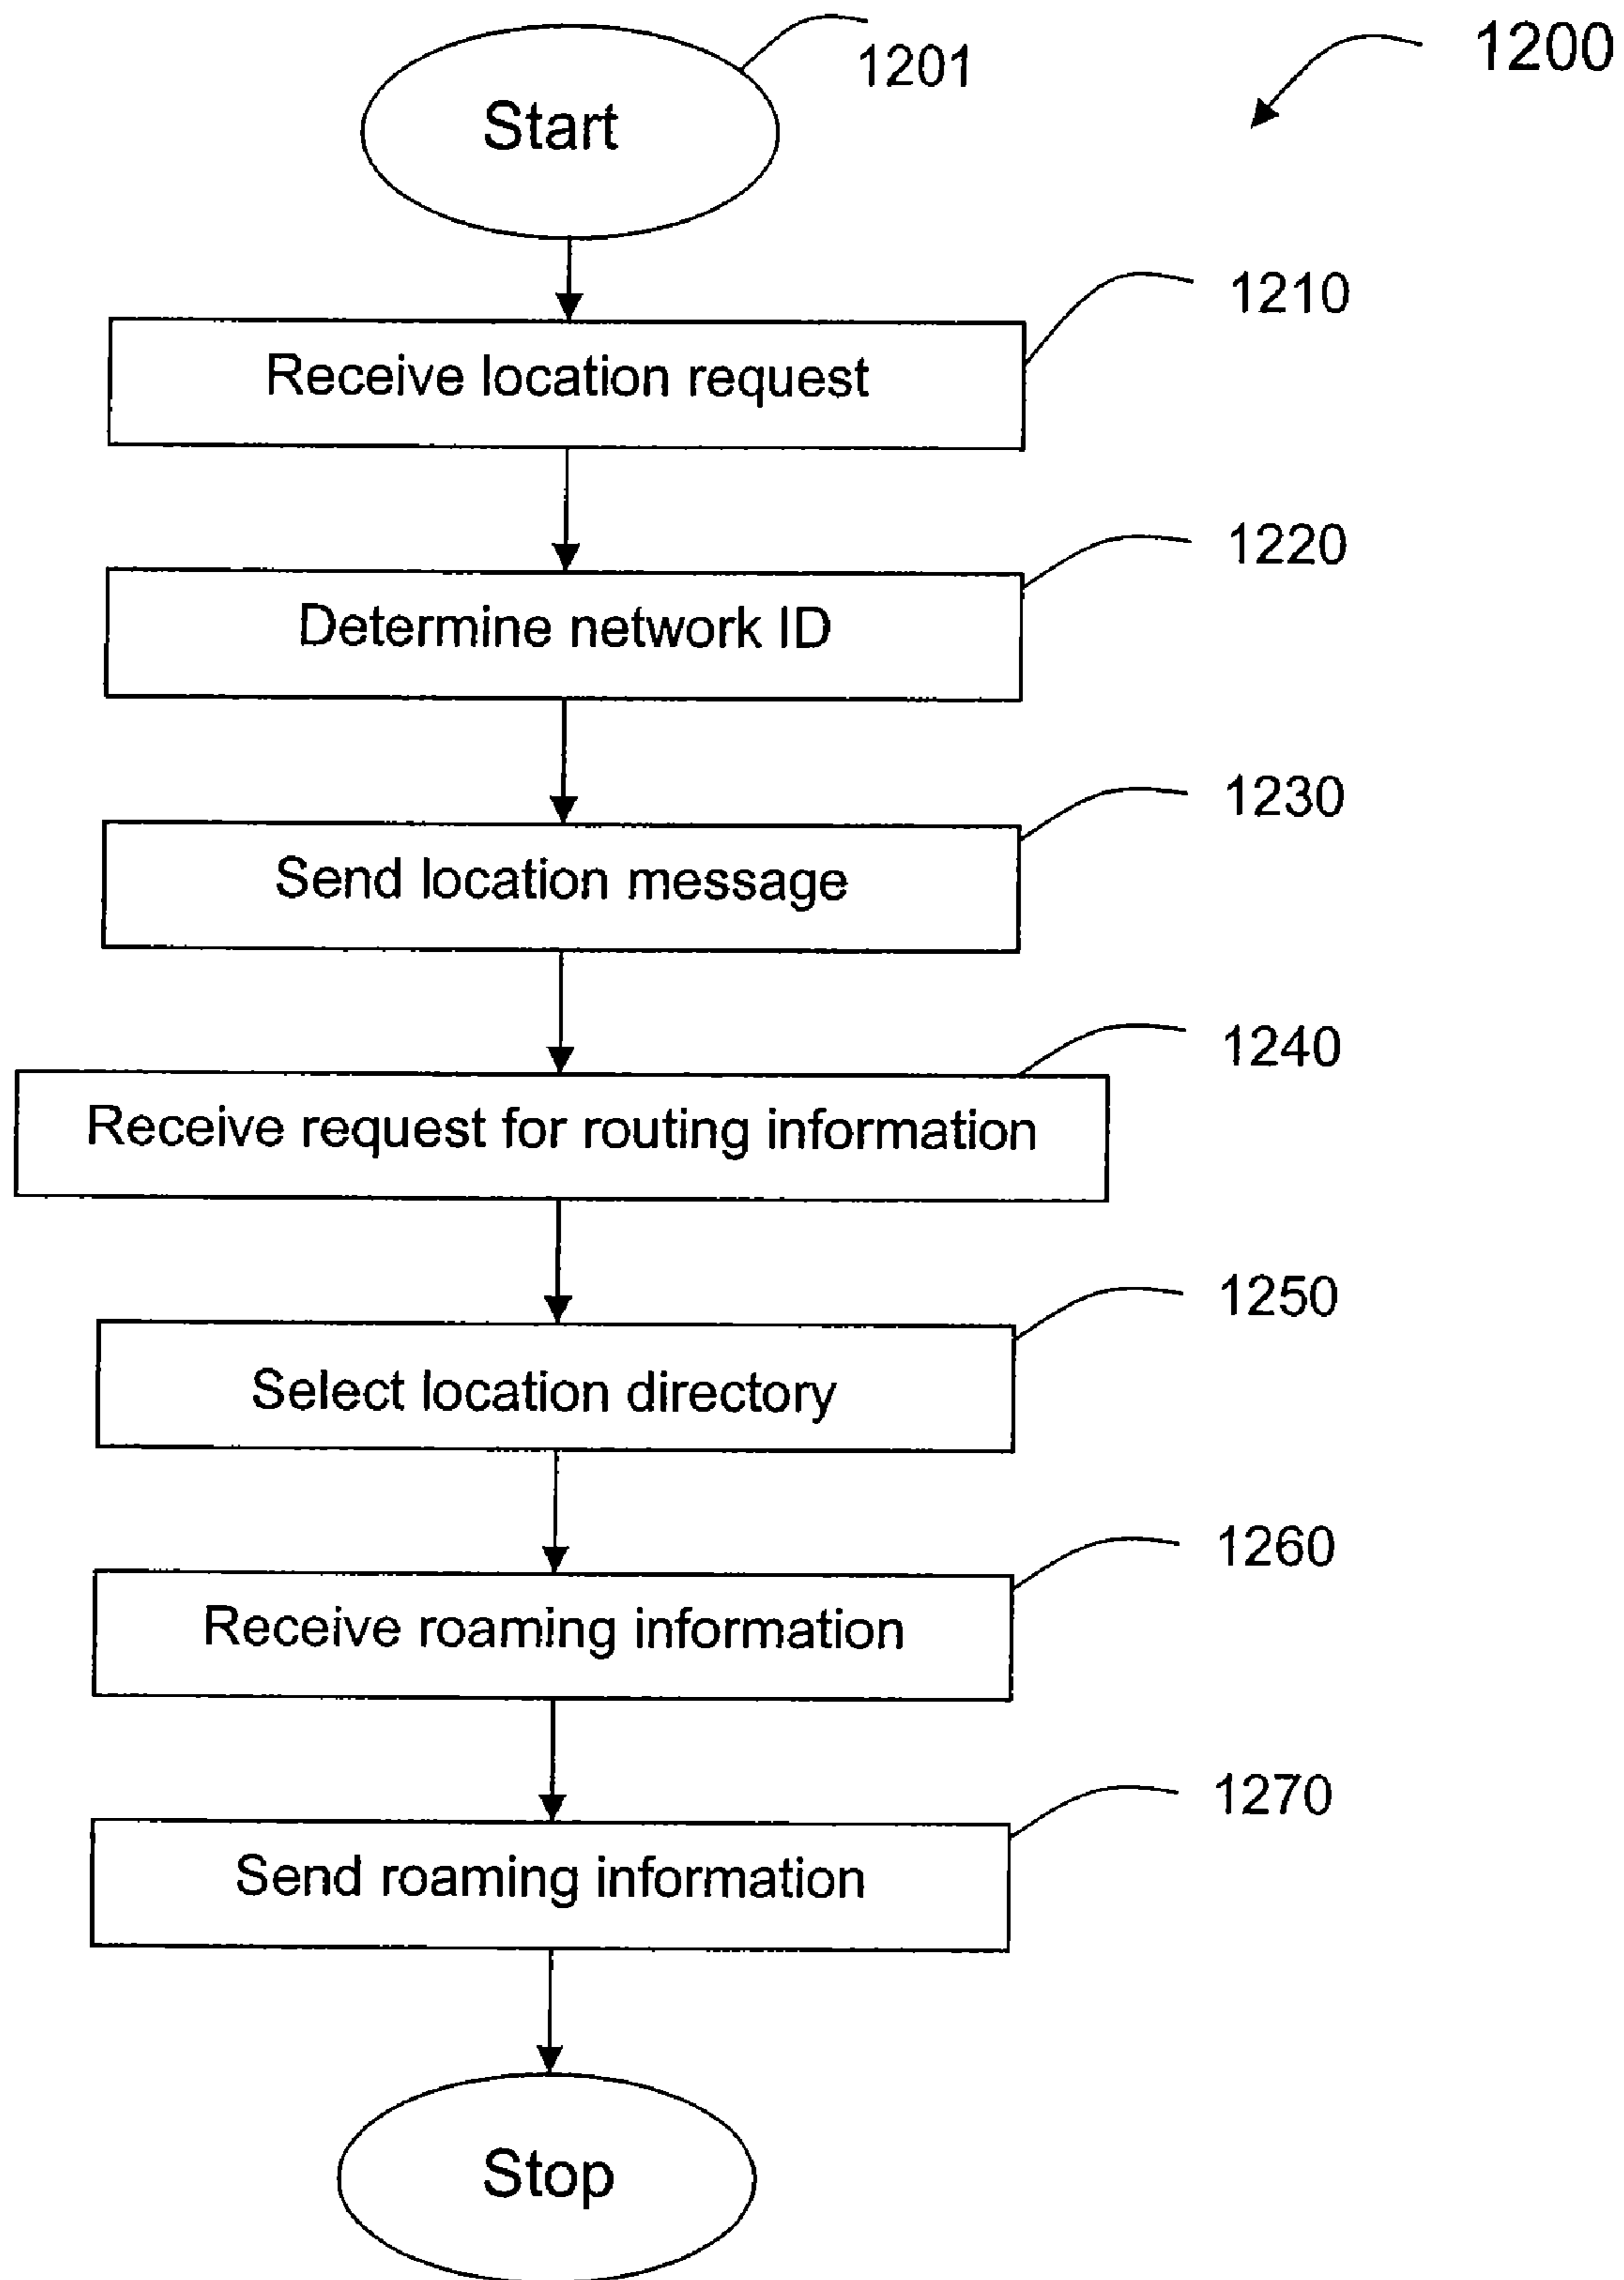 1200
1201
Start
1210
Receive location request
1220
Determine network ID
1230
Send location message
1240
Receive request for routing information
1250
Select location directory
1260
Receive roaming information
1270
Send roaming information
Stop